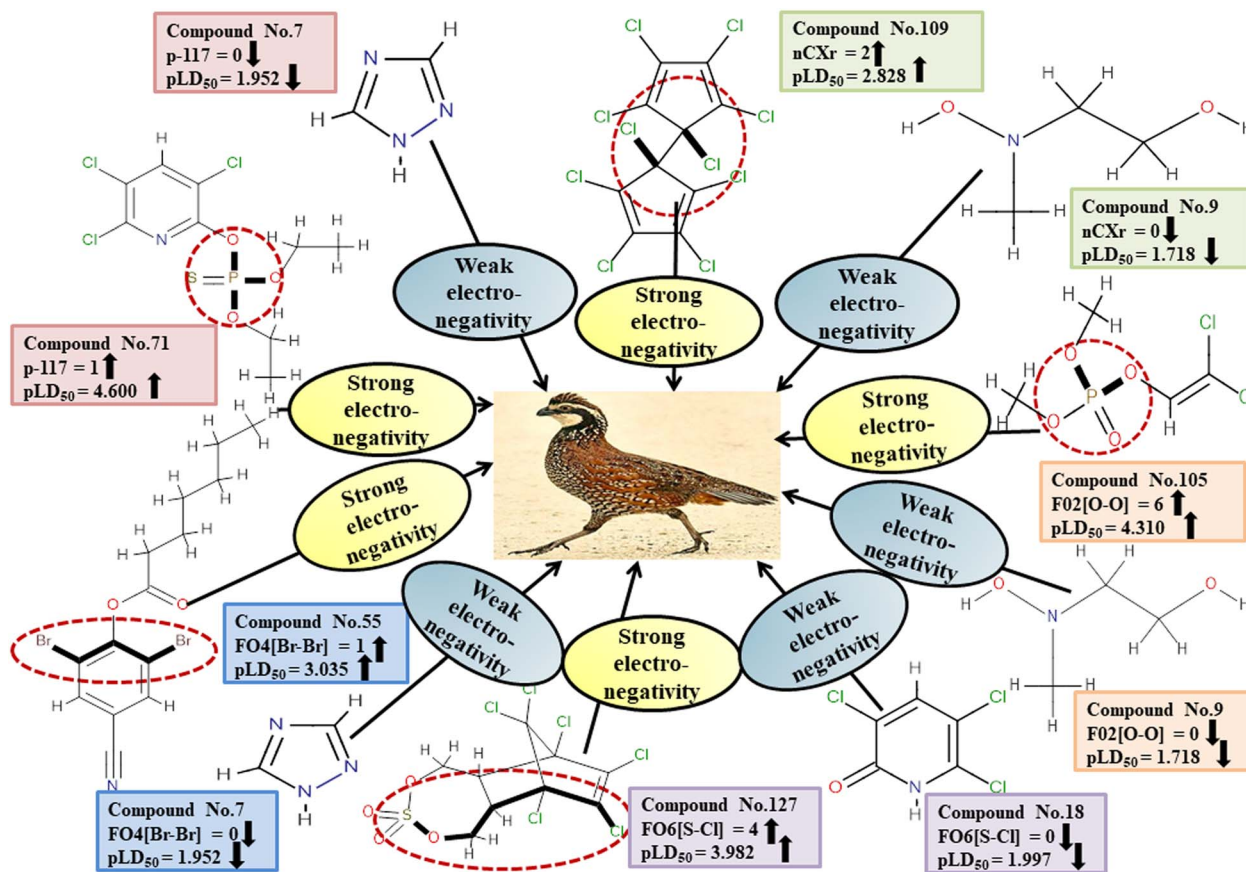 Compound No.7
p-117 = 0
pLD₅₀ = 1.952
Compound No.109
nCXr = 2
pLD₅₀ = 2.828
Compound No.9
nCXr = 0
pLD₅₀ = 1.718
Weak
electro-
negativity
Strong
electro-
negativity
Weak
electro-
negativity
Compound No.71
p-117 = 1
pLD₅₀ = 4.600
Strong
electro-
negativity
Strong
electro-
negativity
Compound No.105
F02[O-O] = 6
pLD₅₀ = 4.310
Strong
electro-
negativity
Weak
electro-
negativity
Compound No.55
FO4[Br-Br] = 1
pLD₅₀ = 3.035
Weak
electro-
negativity
Strong
electro-
negativity
Weak
electro-
negativity
Compound No.9
F02[O-O] = 0
pLD₅₀ = 1.718
Compound No.7
FO4[Br-Br] = 0
pLD₅₀ = 1.952
Compound No.127
FO6[S-Cl] = 4
pLD₅₀ = 3.982
Compound No.18
FO6[S-Cl] = 0
pLD₅₀ = 1.997